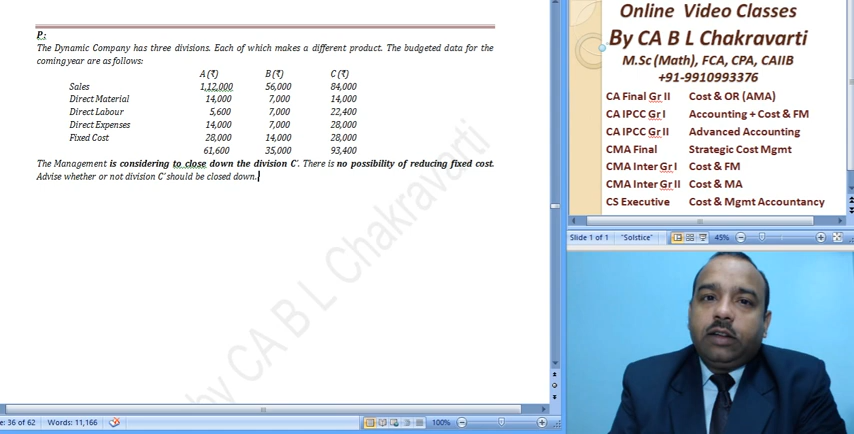 P:
The Dynamic Company has three divisions. Each of which makes a different product. The budgeted data for the
coming year are as follows:
A (₹) B (₹) C (₹)
Sales 1,12,000 56,000 84,000
Direct Material 14,000 7,000 14,000
Direct Labour 5,600 7,000 22,400
Direct Expenses 14,000 7,000 28,000
Fixed Cost 28,000 14,000 28,000
61,600 35,000 93,400
The Management is considering to close down the division C'. There is no possibility of reducing fixed cost.
Advise whether or not division C' should be closed down.
by CA B L Chakravarti
36 of 62 Words: 11,166 100%
Online Video Classes
By CA B L Chakravarti
M.Sc (Math), FCA, CPA, CAIIB
+91-9910993376
CA Final Gr II Cost & OR (AMA)
CA IPCC Gr I Accounting + Cost & FM
CA IPCC Gr II Advanced Accounting
CMA Final Strategic Cost Mgmt
CMA Inter Gr I Cost & FM
CMA Inter Gr II Cost & MA
CS Executive Cost & Mgmt Accountancy
Slide 1 of 1 "Solstice" 45%